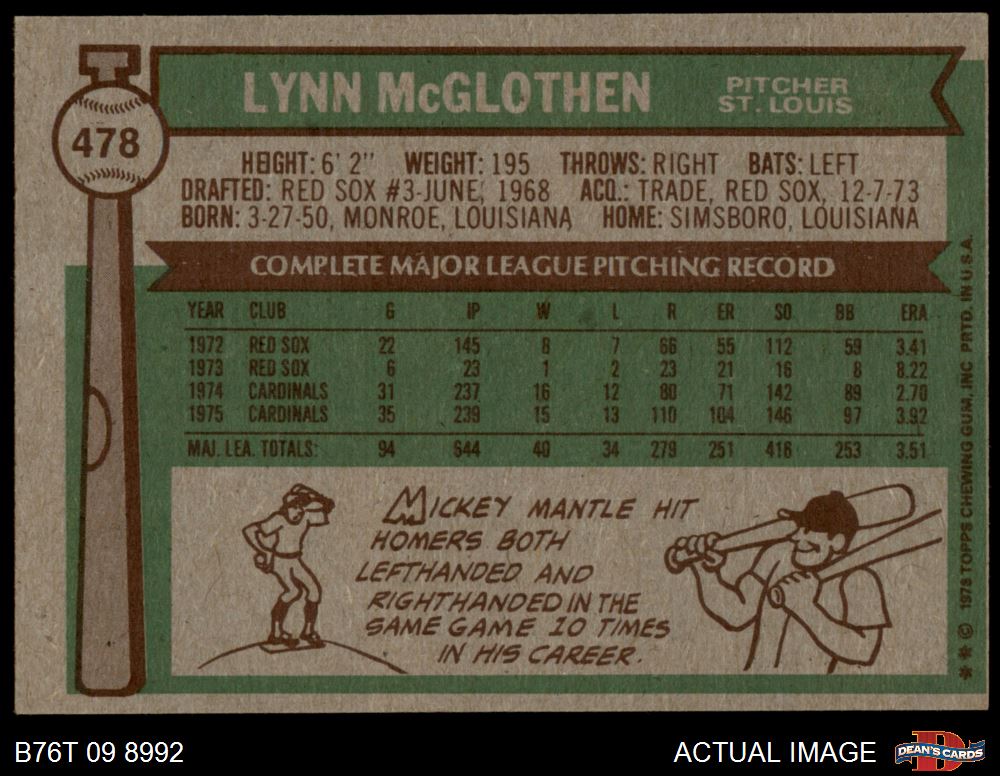 478
LYNN McGLOTHEN
PITCHER
ST. LOUIS
HEIGHT: 6' 2" WEIGHT: 195 THROWS: RIGHT BATS: LEFT
DRAFTED: RED SOX #3-JUNE, 1968 ACQ.: TRADE, RED SOX, 12-7-73
BORN: 3-27-50, MONROE, LOUISIANA HOME: SIMSBORO, LOUISIANA
COMPLETE MAJOR LEAGUE PITCHING RECORD
YEAR CLUB G IP W L R ER SO BB ERA
1972 RED SOX 22 145 8 7 66 55 112 59 3.41
1973 RED SOX 6 23 1 2 23 21 16 8 8.22
1974 CARDINALS 31 237 16 12 80 71 142 89 2.70
1975 CARDINALS 35 239 15 13 110 104 146 97 3.92
MAJ. LEA. TOTALS: 94 644 40 34 279 251 416 253 3.51
MICKEY MANTLE HIT
HOMERS BOTH
LEFTHANDED AND
RIGHTHANDED IN THE
SAME GAME 10 TIMES
IN HIS CAREER.
** © 1976 TOPPS CHEWING GUM, INC PRTD. IN U.S.A.
B76T 09 8992
ACTUAL IMAGE
DEAN'S CARDS